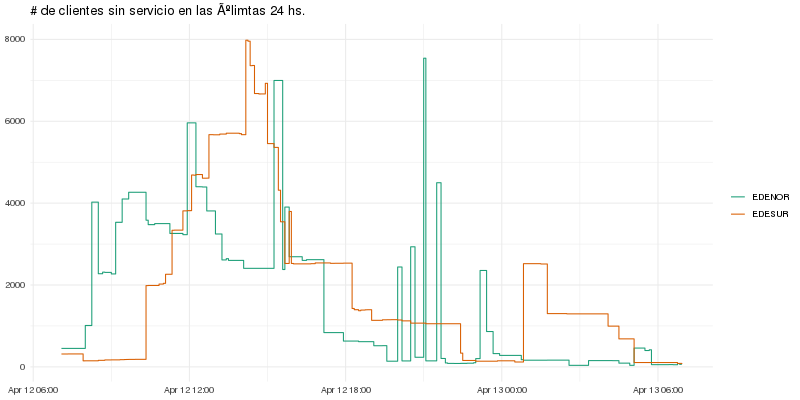 # de clientes sin servicio en las Ãºlimtas 24 hs.
8000
6000
4000
2000
0
Apr 12 06:00
Apr 12 12:00
Apr 12 18:00
Apr 13 00:00
Apr 13 06:00
EDENOR
EDESUR